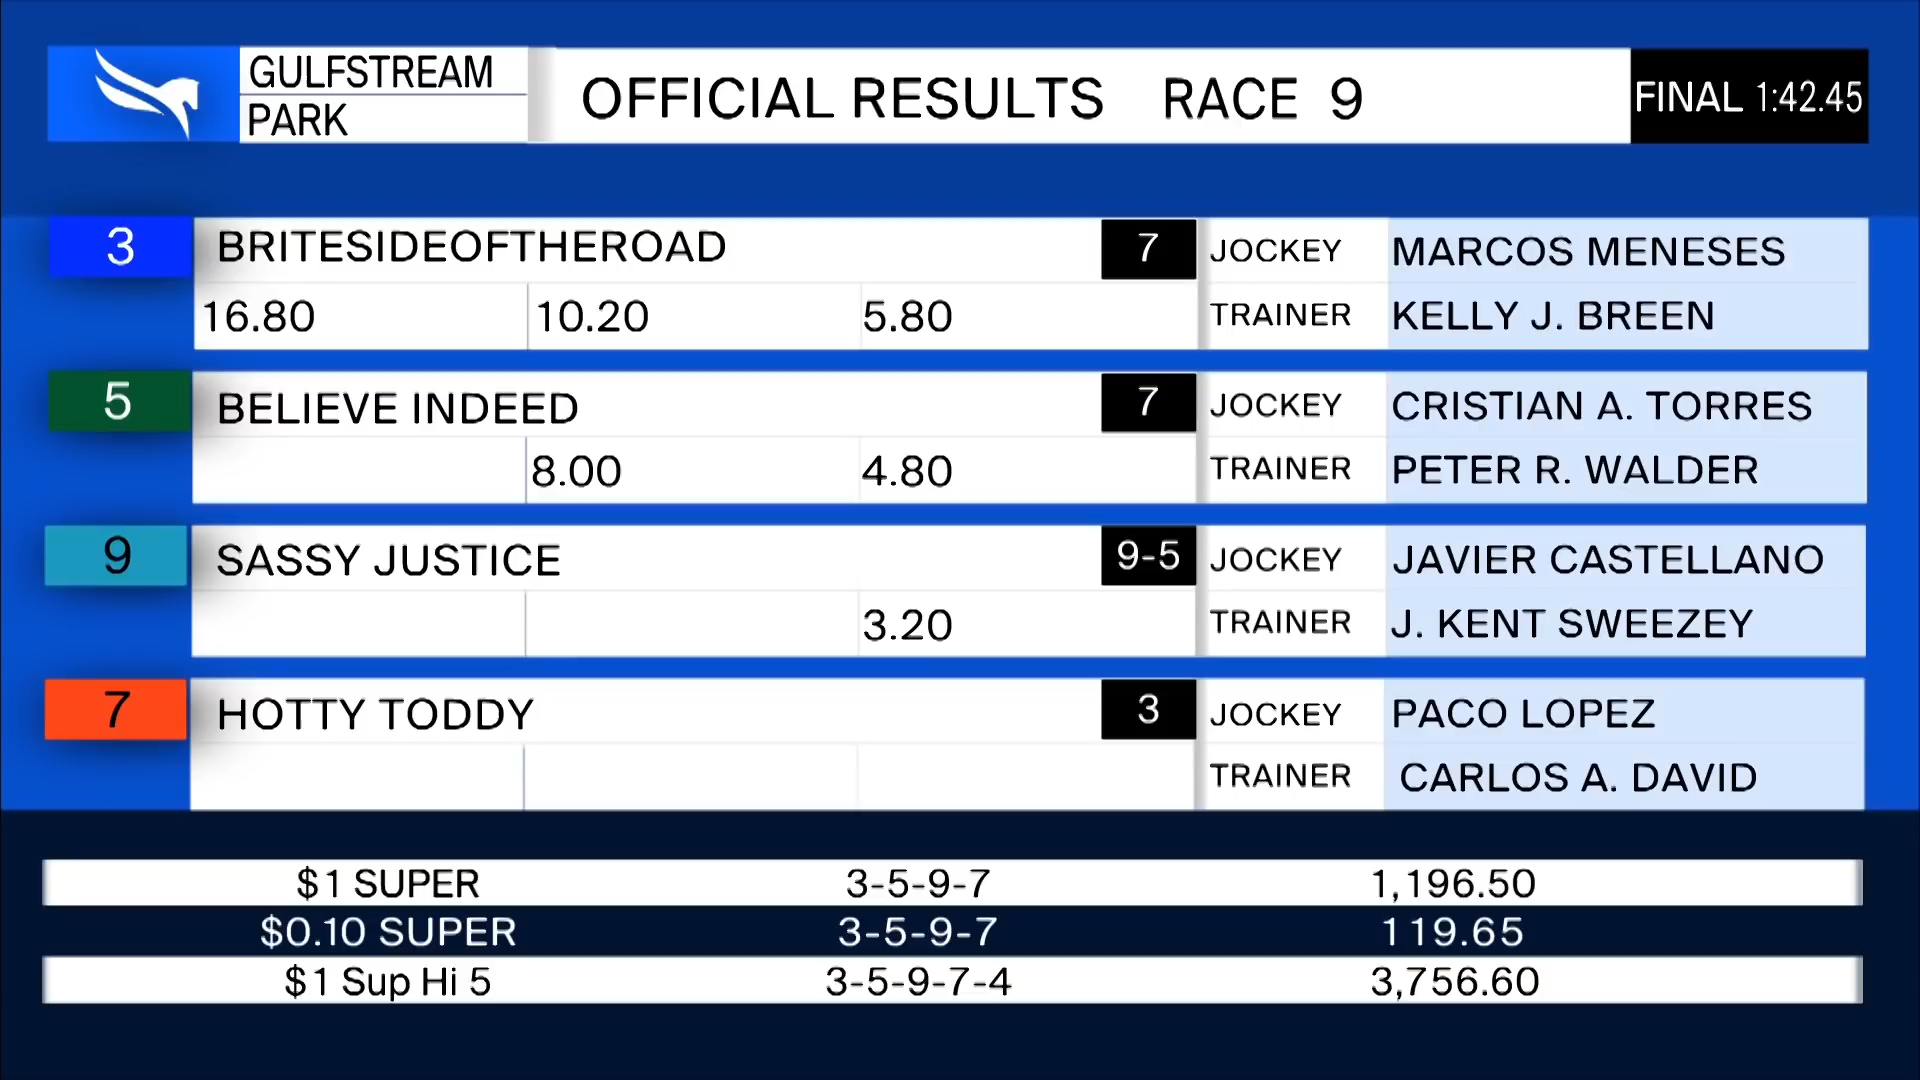 GULFSTREAM
PARK
OFFICIAL RESULTS RACE 9
FINAL 1:42.45
3 BRITESIDEOFTHEROAD 7 JOCKEY MARCOS MENESES
16.80 10.20 5.80 TRAINER KELLY J. BREEN
5 BELIEVE INDEED 7 JOCKEY CRISTIAN A. TORRES
8.00 4.80 TRAINER PETER R. WALDER
9 SASSY JUSTICE 9-5 JOCKEY JAVIER CASTELLANO
3.20 TRAINER J. KENT SWEEZEY
7 HOTTY TODDY 3 JOCKEY PACO LOPEZ
TRAINER CARLOS A. DAVID
$1 SUPER 3-5-9-7 1,196.50
$0.10 SUPER 3-5-9-7 119.65
$1 Sup Hi 5 3-5-9-7-4 3,756.60